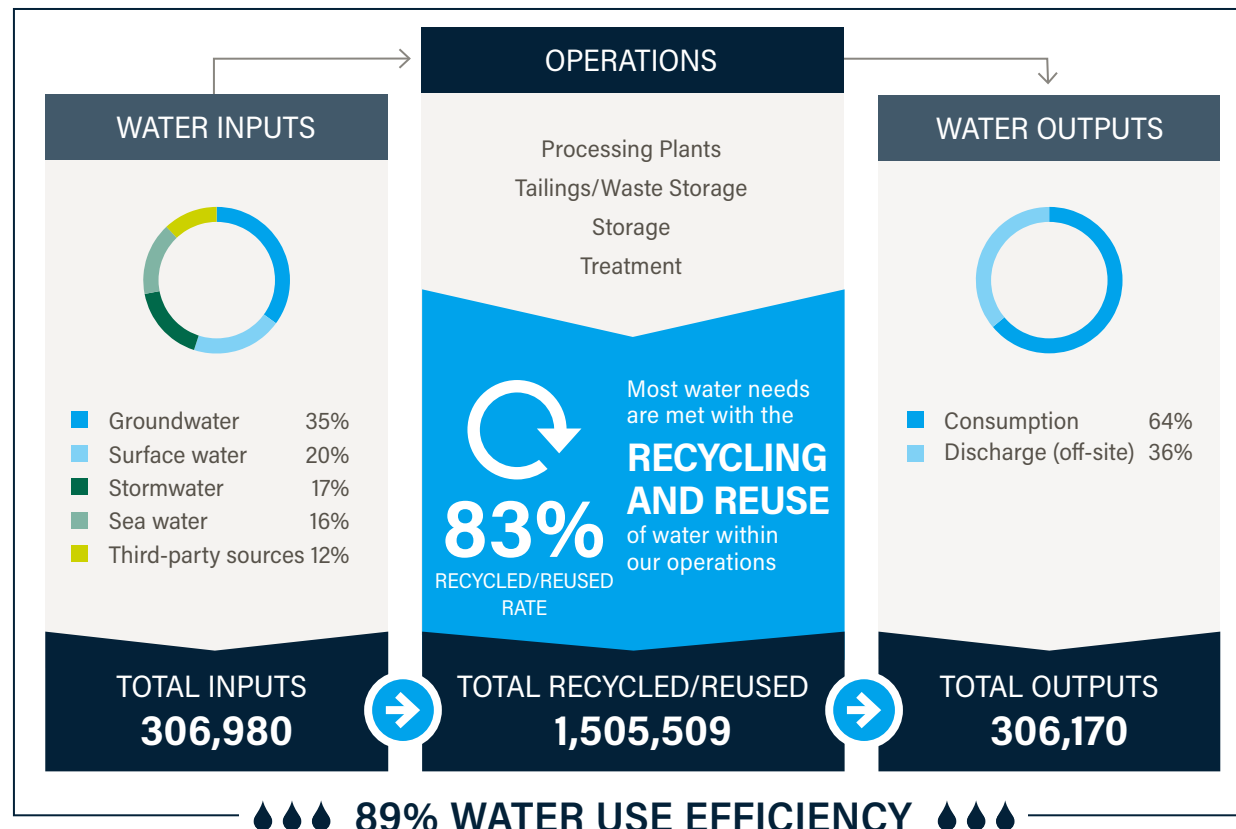 OPERATIONS
WATER INPUTS
WATER OUTPUTS
Processing Plants
Tailings/Waste Storage
Storage
Treatment
Groundwater 35%
Surface water 20%
Stormwater 17%
Sea water 16%
Third-party sources 12%
83%
RECYCLED/REUSED
RATE
Most water needs
are met with the
RECYCLING
AND REUSE
of water within
our operations
Consumption 64%
Discharge (off-site) 36%
TOTAL INPUTS
306,980
TOTAL RECYCLED/REUSED
1,505,509
TOTAL OUTPUTS
306,170
89% WATER USE EFFICIENCY